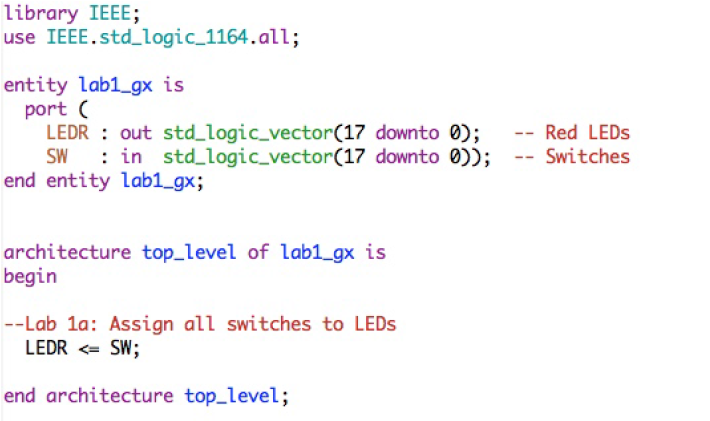 library IEEE;
use IEEE.std_logic_1164.all;
entity lab1_gx is
port (
LEDR : out std_logic_vector(17 downto 0); -- Red LEDs
SW : in std_logic_vector(17 downto 0)); -- Switches
end entity lab1_gx;
architecture top_level of lab1_gx is
begin
--Lab 1a: Assign all switches to LEDs
LEDR <= SW;
end architecture top_level;